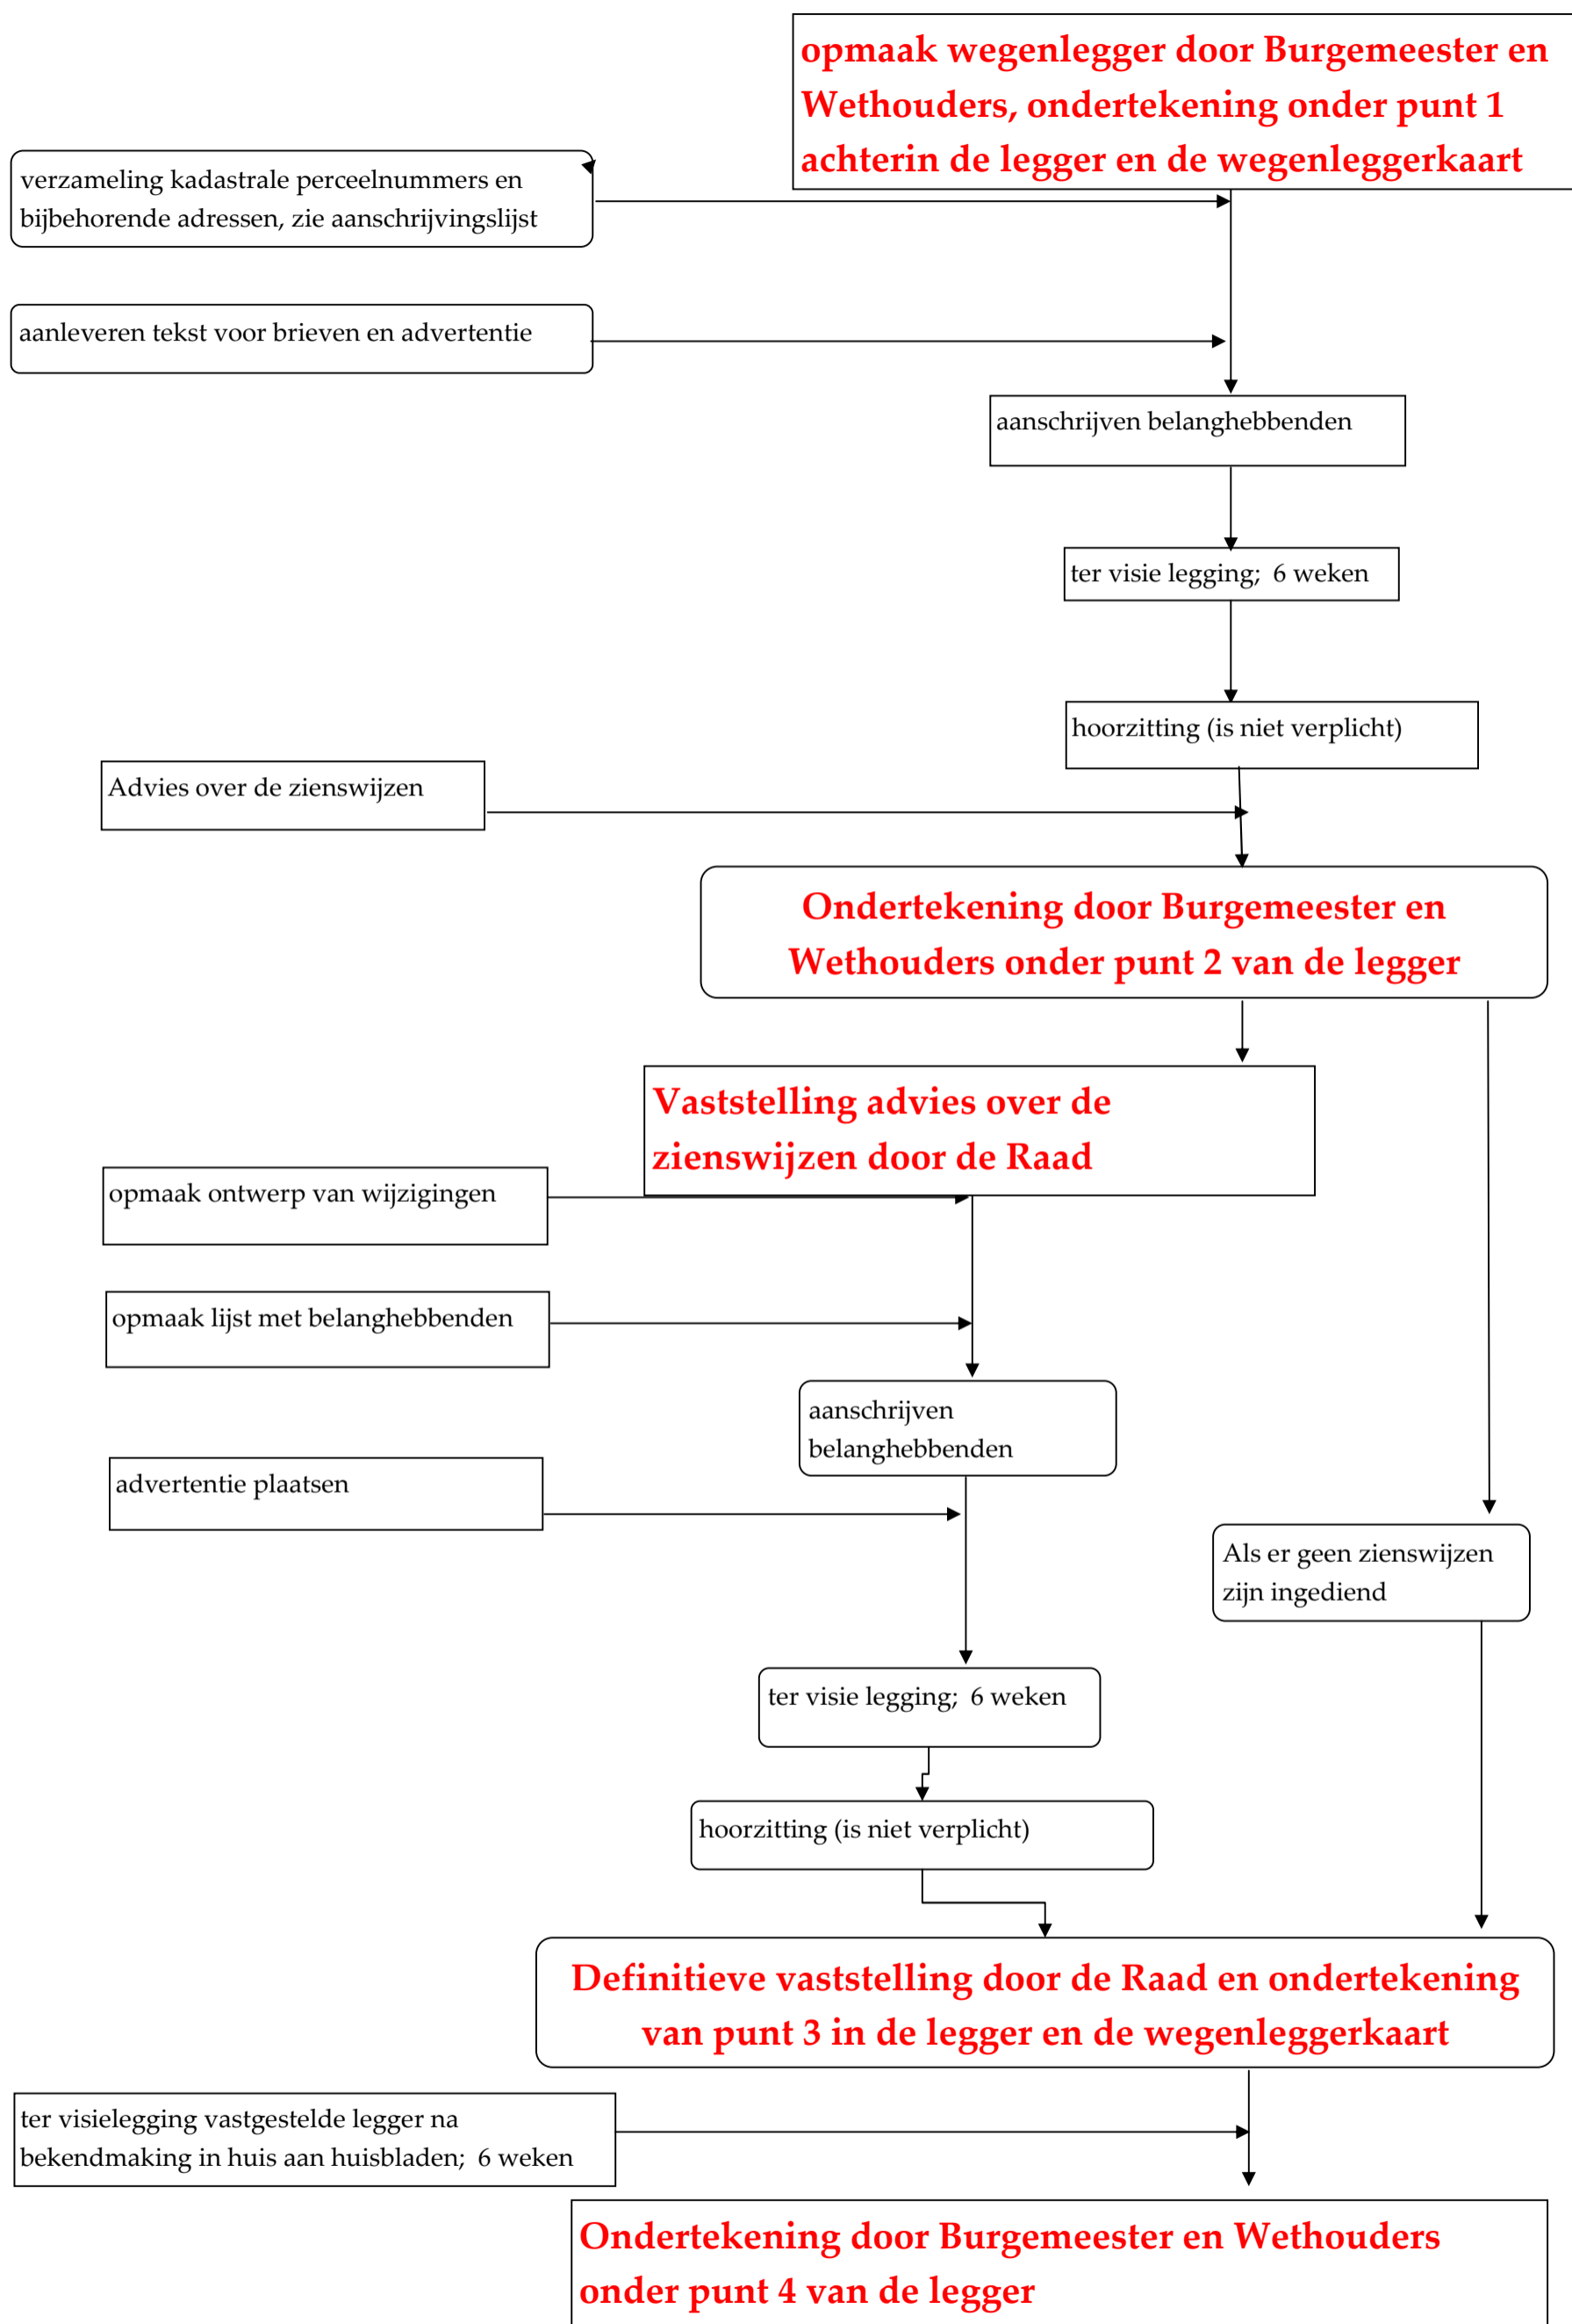 opmaak wegenlegger door Burgemeester en
Wethouders, ondertekening onder punt 1
achterin de legger en de wegenleggerkaart
verzameling kadastrale perceelnummers en
bijbehorende adressen, zie aanschrijvingslijst
aanleveren tekst voor brieven en advertentie
aanschrijven belanghebbenden
ter visie legging;  6 weken
hoorzitting (is niet verplicht)
Advies over de zienswijzen
Ondertekening door Burgemeester en
Wethouders onder punt 2 van de legger
Vaststelling advies over de
zienswijzen door de Raad
opmaak ontwerp van wijzigingen
opmaak lijst met belanghebbenden
aanschrijven
belanghebbenden
advertentie plaatsen
Als er geen zienswijzen
zijn ingediend
ter visie legging;  6 weken
hoorzitting (is niet verplicht)
Definitieve vaststelling door de Raad en ondertekening
van punt 3 in de legger en de wegenleggerkaart
ter visielegging vastgestelde legger na
bekendmaking in huis aan huisbladen;  6 weken
Ondertekening door Burgemeester en Wethouders
onder punt 4 van de legger